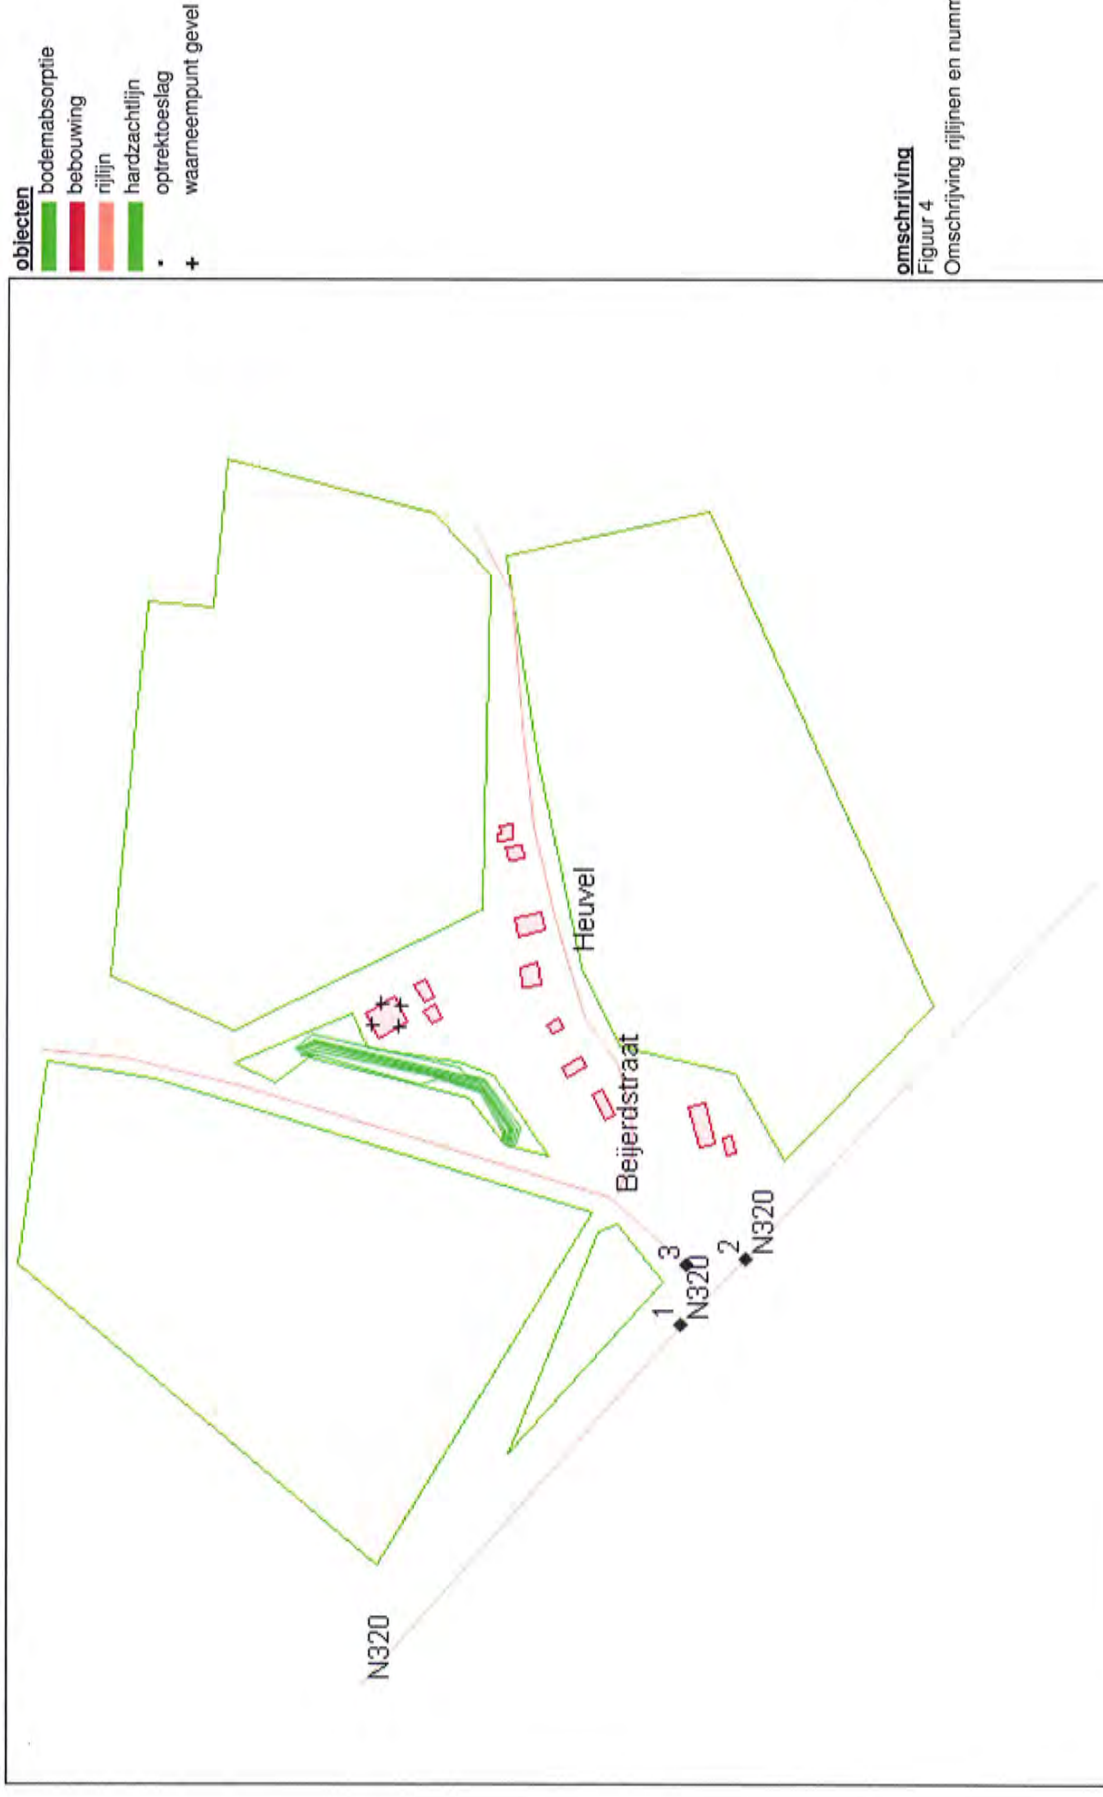 objecten
bodemabsorptie
bebouwing
rijlijn
hardzachtlijn
optrektoeslag
waarneempunt gevel
N320
1
N320
3
2
N320
Beijerdstraat
Heuvel
omschrijving
Figuur 4
Omschrijving rijlijnen en numm